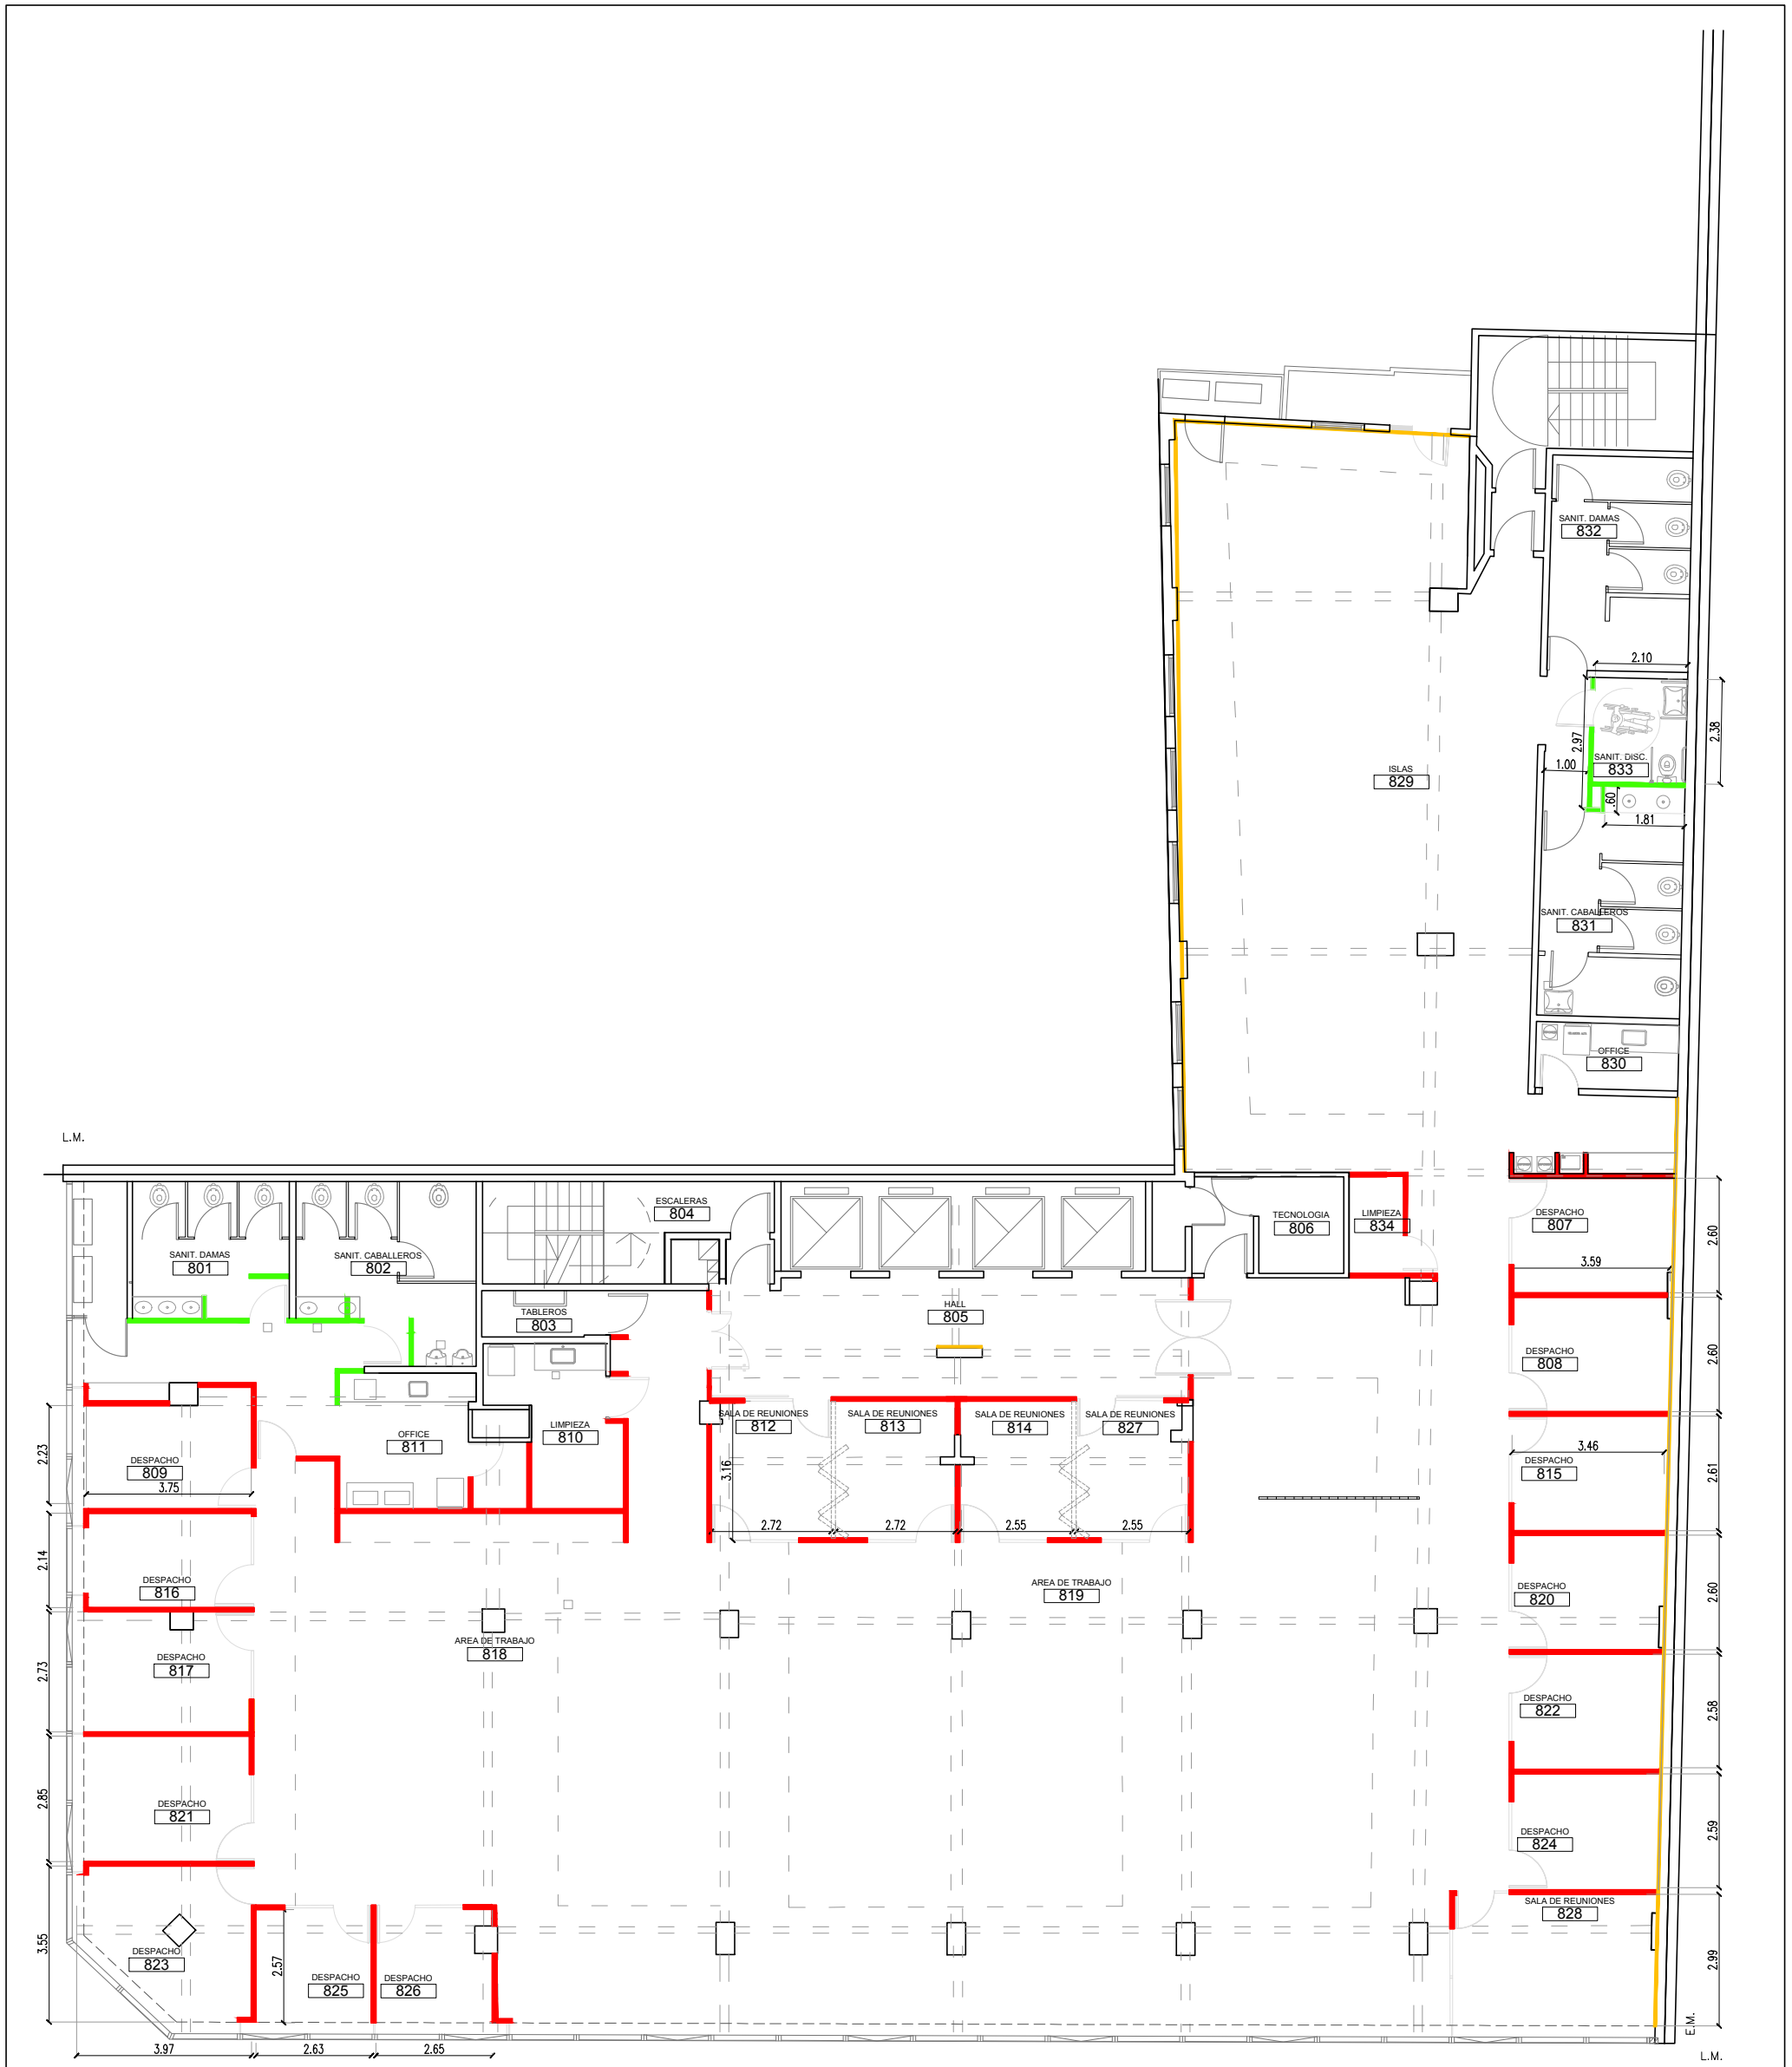 SANIT. DAMAS
832
2.10
2.38
2.97
SANIT. DISC.
833
1.00
ISLAS
829
.60
1.81
SANIT. CABALLEROS
831
OFFICE
830
L.M.
ESCALERAS
804
TECNOLOGIA
806
LIMPIEZA
834
DESPACHO
807
2.60
3.59
SANIT. DAMAS
801
SANIT. CABALLEROS
802
TABLEROS
803
HALL
805
DESPACHO
808
2.60
SALA DE REUNIONES
812
SALA DE REUNIONES
813
SALA DE REUNIONES
814
SALA DE REUNIONES
827
LIMPIEZA
810
OFFICE
811
2.23
DESPACHO
809
3.75
3.16
3.46
DESPACHO
815
2.61
2.72
2.72
2.55
2.55
2.14
DESPACHO
816
AREA DE TRABAJO
819
DESPACHO
820
2.60
AREA DE TRABAJO
818
2.73
DESPACHO
817
DESPACHO
822
2.58
2.85
DESPACHO
821
DESPACHO
824
2.59
SALA DE REUNIONES
828
3.55
DESPACHO
823
2.57
DESPACHO
825
DESPACHO
826
2.99
3.97
2.63
2.65
E.M.
L.M.